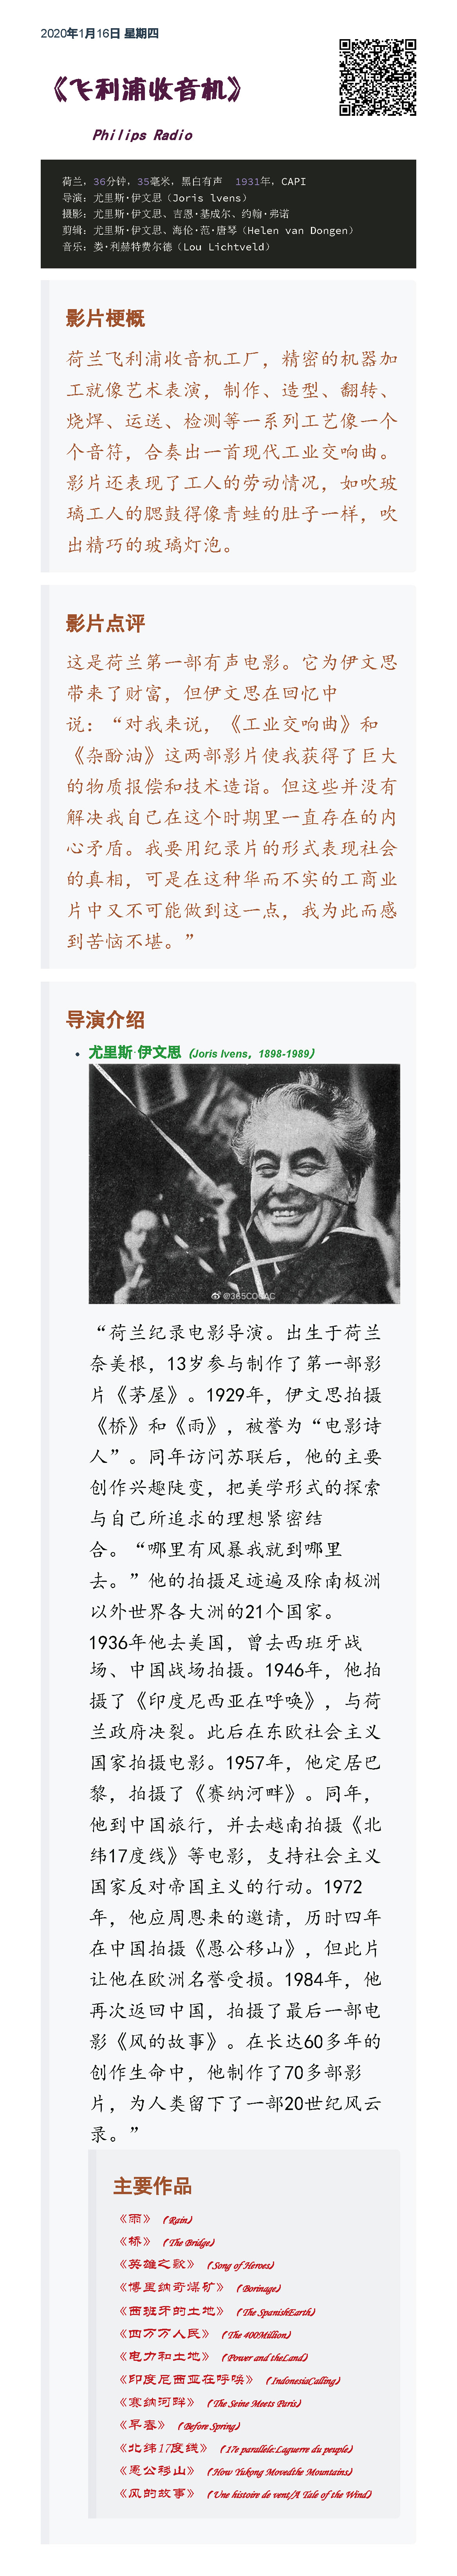 2020年1月16日 星期四
《飞利浦收音机》
Philips Radio
荷兰，36分钟，35毫米，黑白有声  1931年，CAPI
导演：尤里斯·伊文思（Joris lvens）
摄影：尤里斯·伊文思、吉恩·基成尔、约翰·弗诺
剪辑：尤里斯·伊文思、海伦·范·唐琴（Helen van Dongen）
音乐：娄·利赫特费尔德（Lou Lichtveld）
影片梗概
荷兰飞利浦收音机工厂，精密的机器加
工就像艺术表演，制作、造型、翻转、
烧焊、运送、检测等一系列工艺像一个
个音符，合奏出一首现代工业交响曲。
影片还表现了工人的劳动情况，如吹玻
璃工人的腮鼓得像青蛙的肚子一样，吹
出精巧的玻璃灯泡。
影片点评
这是荷兰第一部有声电影。它为伊文思
带来了财富，但伊文思在回忆中
说：“对我来说，《工业交响曲》和
《杂酚油》这两部影片使我获得了巨大
的物质报偿和技术造诣。但这些并没有
解决我自己在这个时期里一直存在的内
心矛盾。我要用纪录片的形式表现社会
的真相，可是在这种华而不实的工商业
片中又不可能做到这一点，我为此而感
到苦恼不堪。”
导演介绍
尤里斯·伊文思（Joris Ivens，1898-1989）
@365COCAC
“荷兰纪录电影导演。出生于荷兰
奈美根，13岁参与制作了第一部影
片《茅屋》。1929年，伊文思拍摄
《桥》和《雨》，被誉为“电影诗
人”。同年访问苏联后，他的主要
创作兴趣陡变，把美学形式的探索
与自己所追求的理想紧密结
合。“哪里有风暴我就到哪里
去。”他的拍摄足迹遍及除南极洲
以外世界各大洲的21个国家。
1936年他去美国，曾去西班牙战
场、中国战场拍摄。1946年，他拍
摄了《印度尼西亚在呼唤》，与荷
兰政府决裂。此后在东欧社会主义
国家拍摄电影。1957年，他定居巴
黎，拍摄了《赛纳河畔》。同年，
他到中国旅行，并去越南拍摄《北
纬17度线》等电影，支持社会主义
国家反对帝国主义的行动。1972
年，他应周恩来的邀请，历时四年
在中国拍摄《愚公移山》，但此片
让他在欧洲名誉受损。1984年，他
再次返回中国，拍摄了最后一部电
影《风的故事》。在长达60多年的
创作生命中，他制作了70多部影
片，为人类留下了一部20世纪风云
录。”
主要作品
《雨》（Rain）
《桥》（The Bridge）
《英雄之歌》（Song of Heroes）
《博里纳奇煤矿》（Borinage）
《西班牙的土地》（The SpanishEarth）
《四万万人民》（The 400Million）
《电力和土地》（Power and theLand）
《印度尼西亚在呼唤》（IndonesiaCalling）
《塞纳河畔》（The Seine Meets Paris）
《早春》（Before Spring）
《北纬17度线》（17e parallele:Laguerre du peuple）
《愚公移山》（How Yukong Movedthe Mountains）
《风的故事》（Une histoire de vent/A Tale of the Wind）